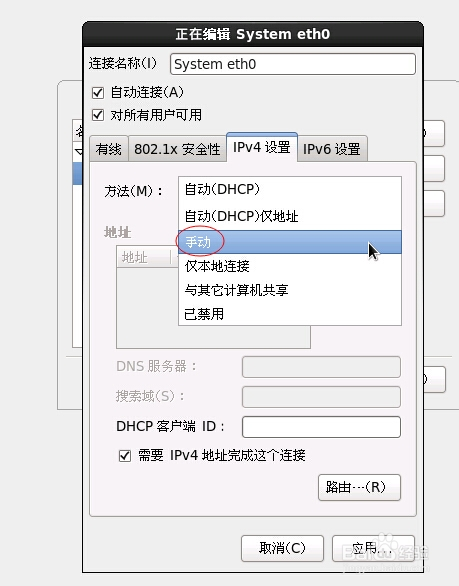 正在编辑 System eth0
连接名称(I) System eth0
自动连接(A)
对所有用户可用
有线 802.1x 安全性 IPv4 设置 IPv6 设置
方法(M)：
自动(DHCP)
自动(DHCP)仅地址
手动
仅本地连接
与其它计算机共享
已禁用
地址
地址
DNS 服务器：
搜索域(S)：
DHCP 客户端 ID：
需要 IPv4 地址完成这个连接
路由…(R)
取消(C) 应用...